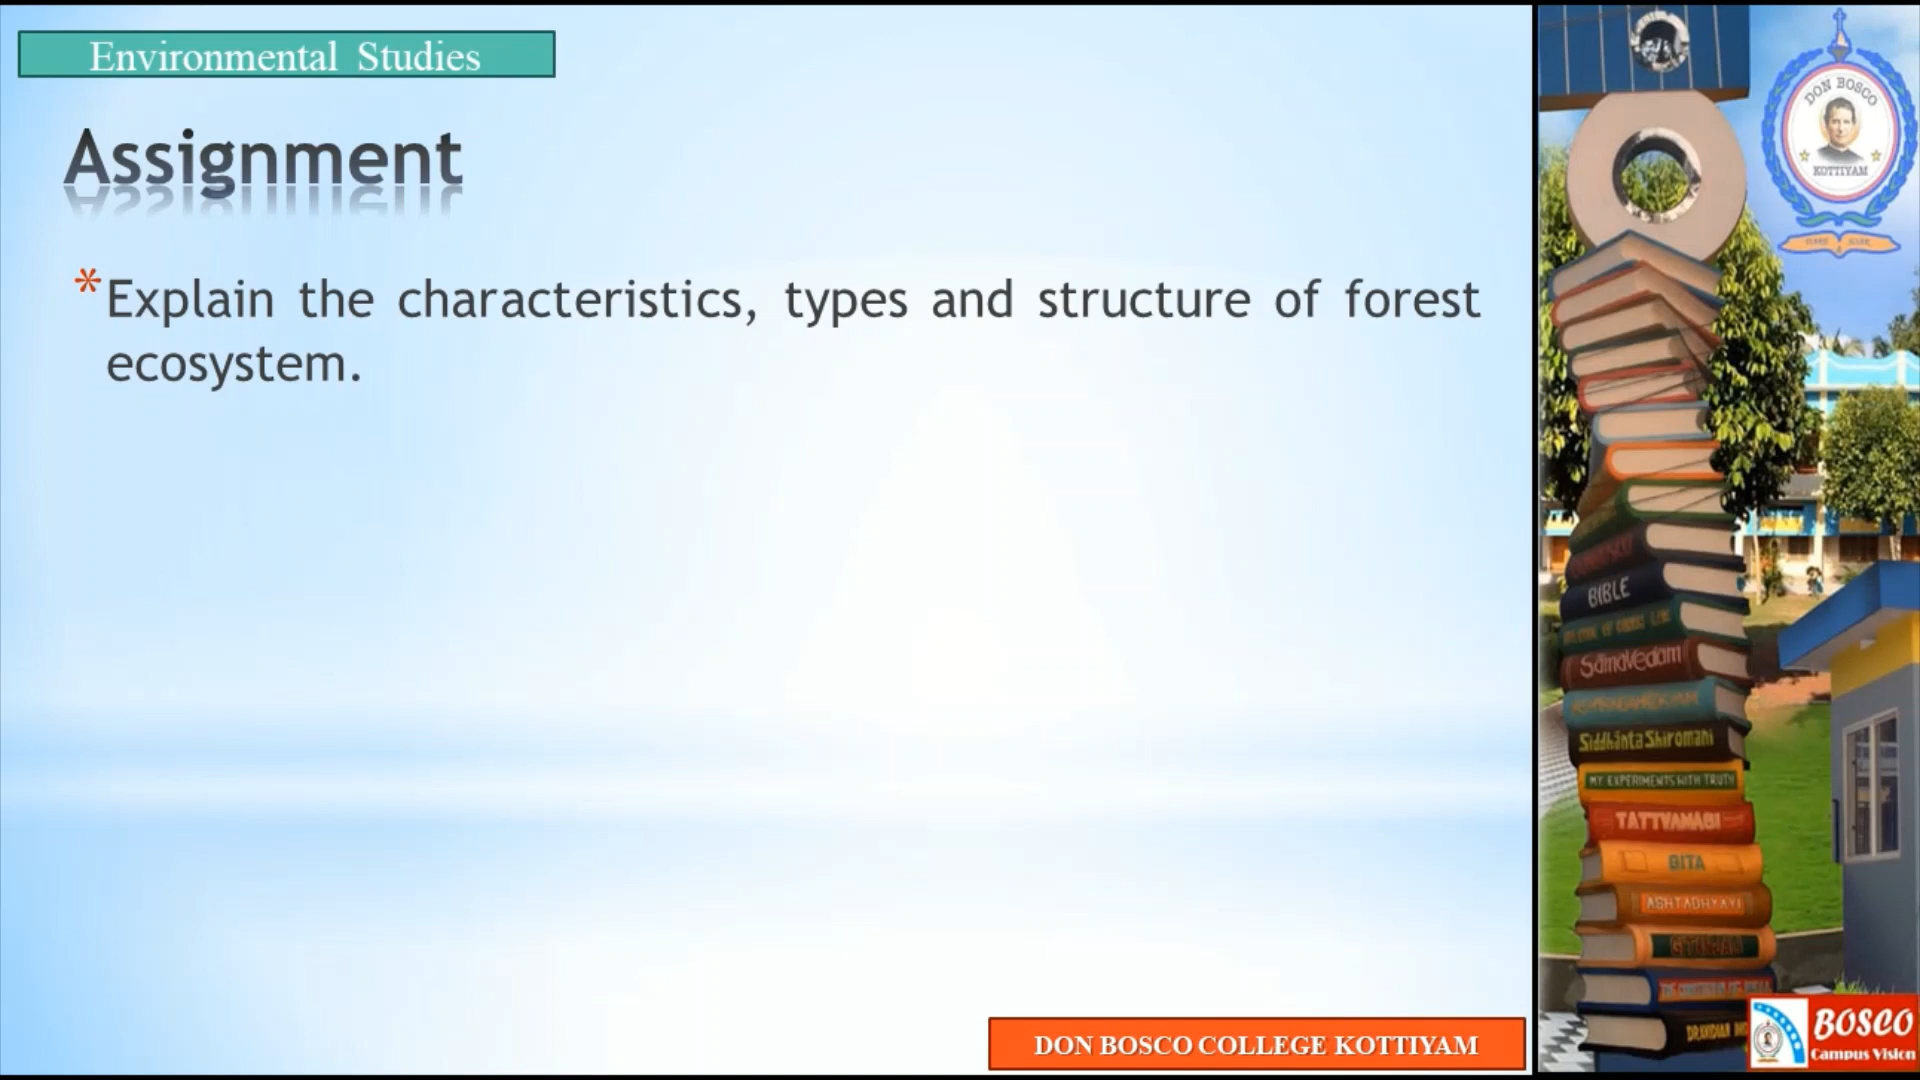 Environmental Studies
Assignment
*Explain the characteristics, types and structure of forest
ecosystem.
DON BOSCO
KOTTIYAM
BIBLE
SamaVedam
Siddhanta Shiromani
MY EXPERIMENTS WITH TRUTH
TATTVAMASI
GITA
ASHTADHYAYI
DON BOSCO COLLEGE KOTTIYAM
BOSCO
Campus Vision